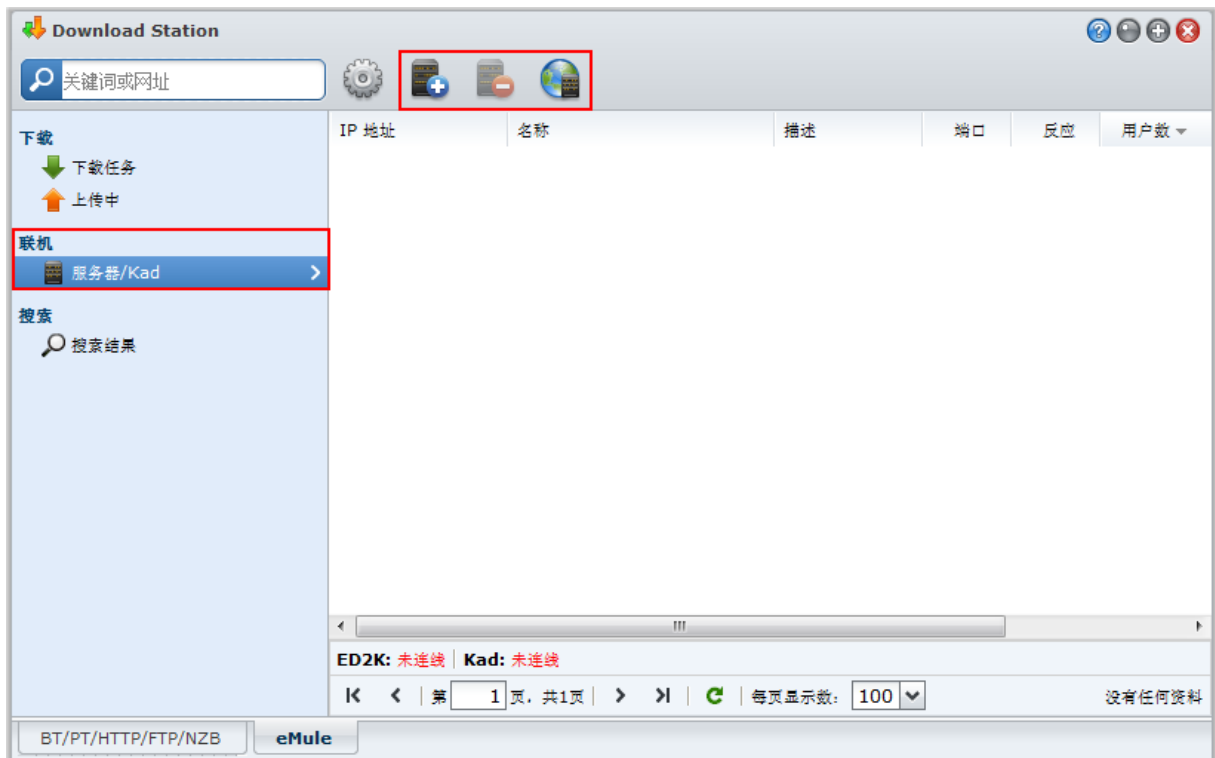 Download Station
关键词或网址
下载
下载任务
上传中
联机
服务器/Kad
搜索
搜索结果
IP 地址 名称 描述 端口 反应 用户数
ED2K: 未连线 Kad: 未连线
第 1 页，共1页 每页显示数: 100 没有任何资料
BT/PT/HTTP/FTP/NZB eMule